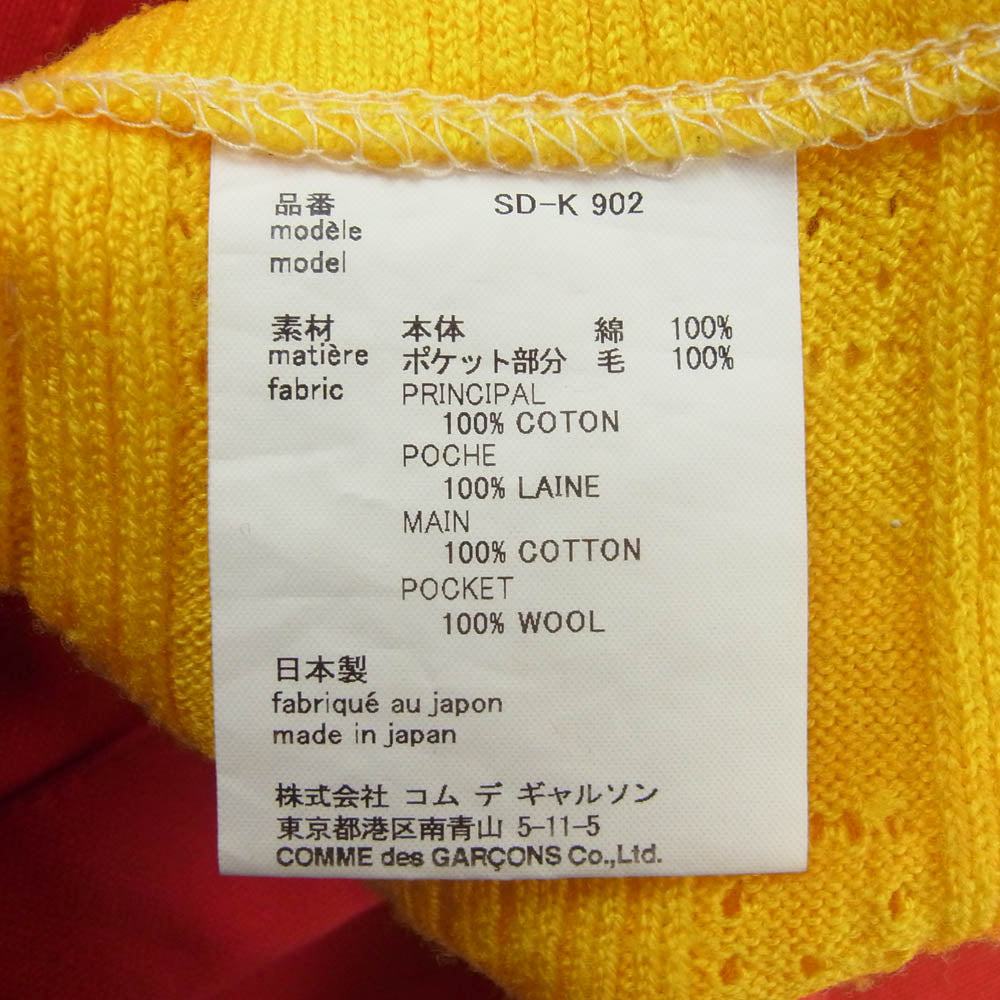 品番 SD-K 902
modèle
model
素材 本体 綿 100%
matière ポケット部分 毛 100%
fabric PRINCIPAL
100% COTON
POCHE
100% LAINE
MAIN
100% COTTON
POCKET
100% WOOL
日本製
fabriqué au japon
made in japan
株式会社 コム デ ギャルソン
東京都港区南青山 5-11-5
COMME des GARÇONS Co.,Ltd.